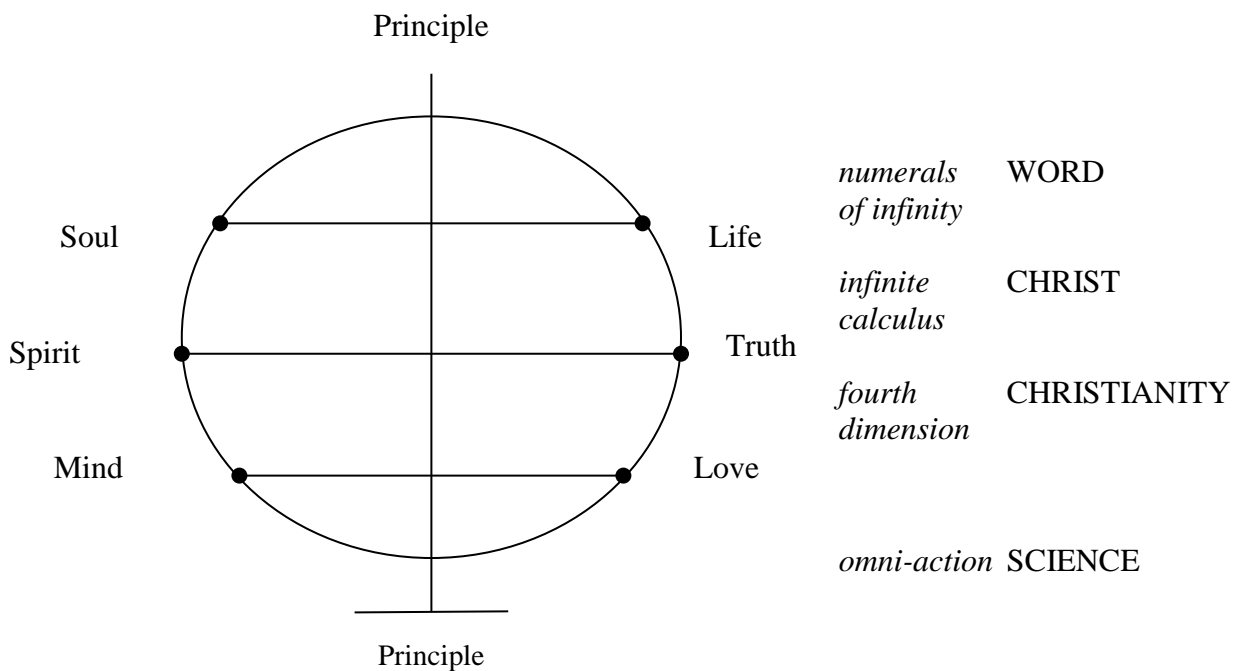 Principle
numerals WORD
of infinity
Soul
Life
infinite CHRIST
calculus
Spirit
Truth
fourth CHRISTIANITY
dimension
Mind
Love
omni-action SCIENCE
Principle